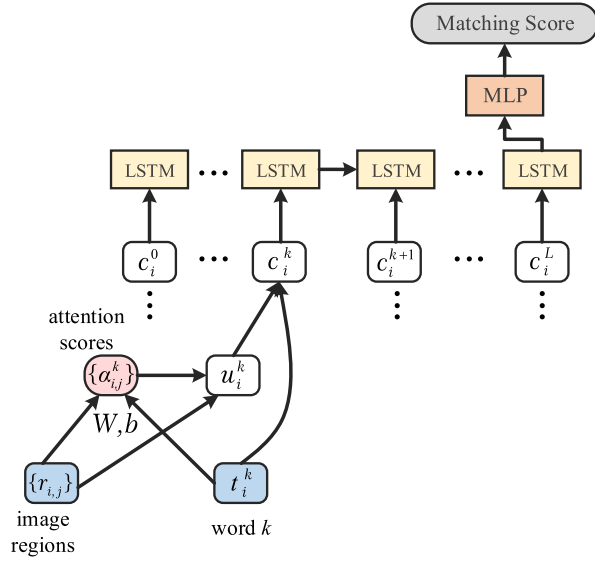 Matching Score
MLP
LSTM ... LSTM LSTM ... LSTM
c_i^0 ... c_i^k c_i^{k+1} ... c_i^L
attention
scores
{α_{i,j}^k} u_i^k
W,b
{r_{i,j}} t_i^k
image
regions
word k